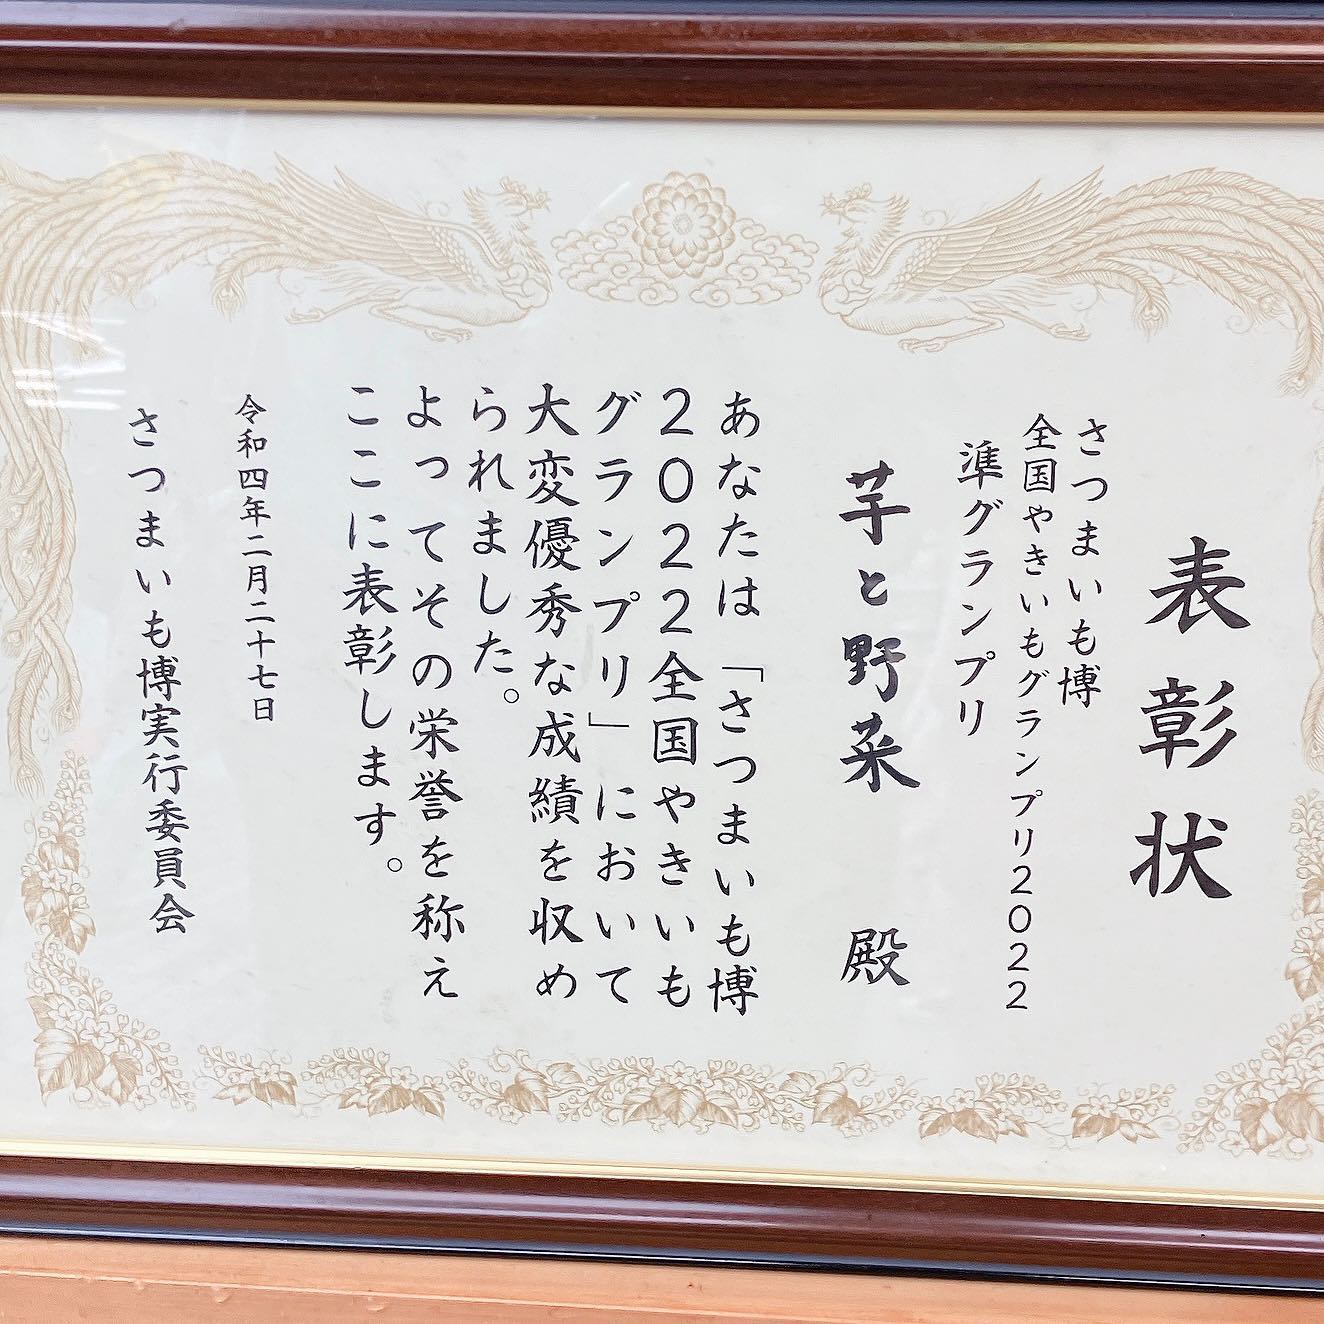 表彰状
さつまいも博
全国やきいもグランプリ2022
準グランプリ
芋と野菜 殿
あなたは「さつまいも博
2022全国やきいも
グランプリ」において
大変優秀な成績を収め
られました。
よってその栄誉を称え
ここに表彰します。
令和四年二月二十七日
さつまいも博実行委員会